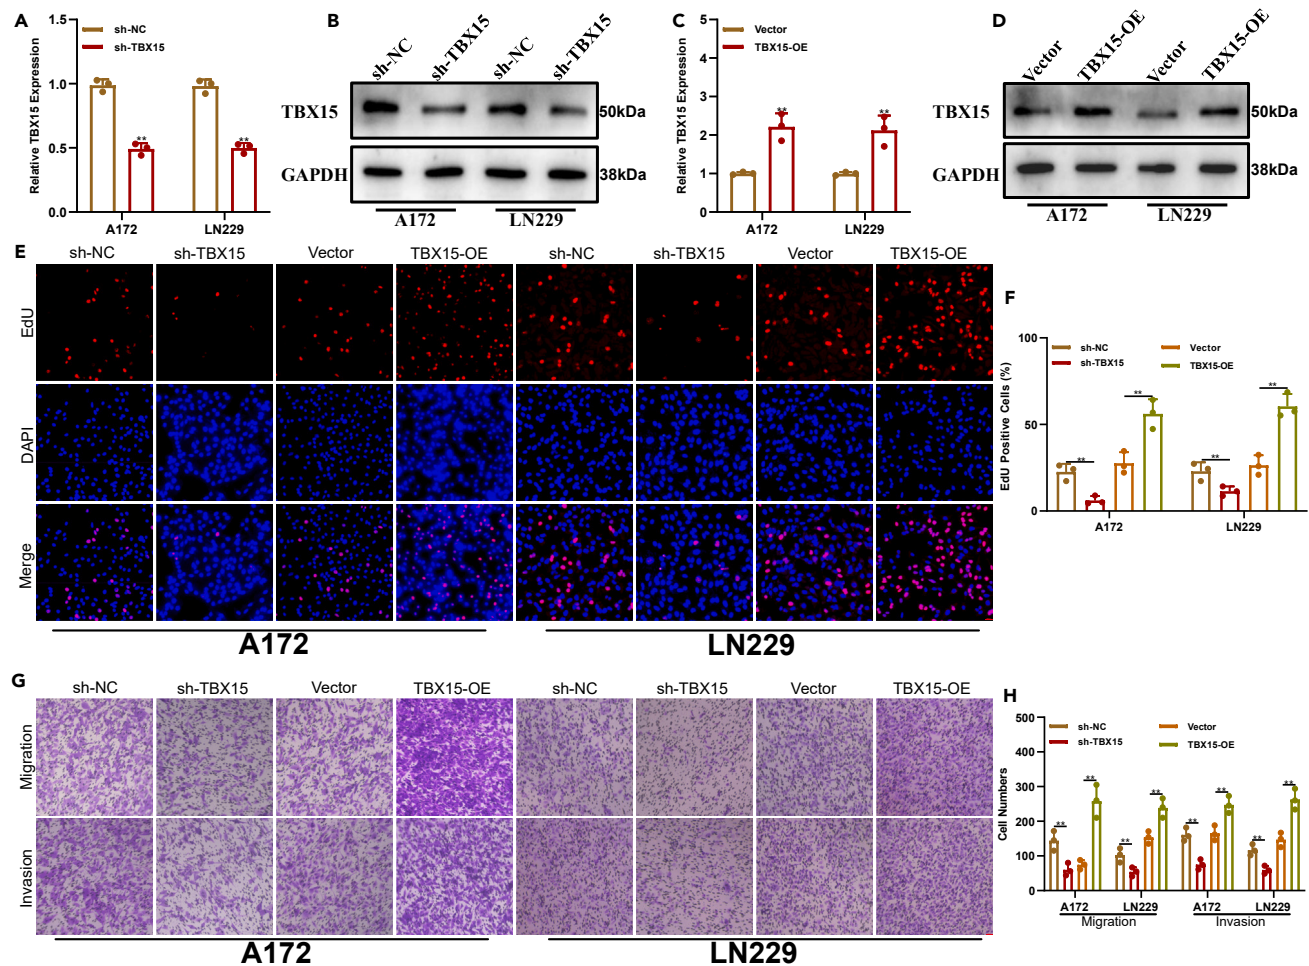 A
sh-NC
sh-TBX15
Relative TBX15 Expression
1.5
1.0
0.5
0.0
**
**
A172
LN229
B
sh-NC
sh-TBX15
sh-NC
sh-TBX15
TBX15
50kDa
GAPDH
38kDa
A172
LN229
C
Vector
TBX15-OE
Relative TBX15 Expression
5
4
3
2
1
0
**
**
A172
LN229
D
Vector
TBX15-OE
Vector
TBX15-OE
TBX15
50kDa
GAPDH
38kDa
A172
LN229
E
sh-NC sh-TBX15 Vector TBX15-OE sh-NC sh-TBX15 Vector TBX15-OE
EdU
DAPI
Merge
A172
LN229
F
sh-NC
sh-TBX15
Vector
TBX15-OE
EdU Positive Cells (%)
100
50
0
**
**
**
**
A172
LN229
G
sh-NC sh-TBX15 Vector TBX15-OE sh-NC sh-TBX15 Vector TBX15-OE
Migration
Invasion
A172
LN229
H
sh-NC
sh-TBX15
Vector
TBX15-OE
Cell Numbers
500
400
300
200
100
0
**
**
**
**
**
**
**
**
A172 LN229 A172 LN229
Migration Invasion